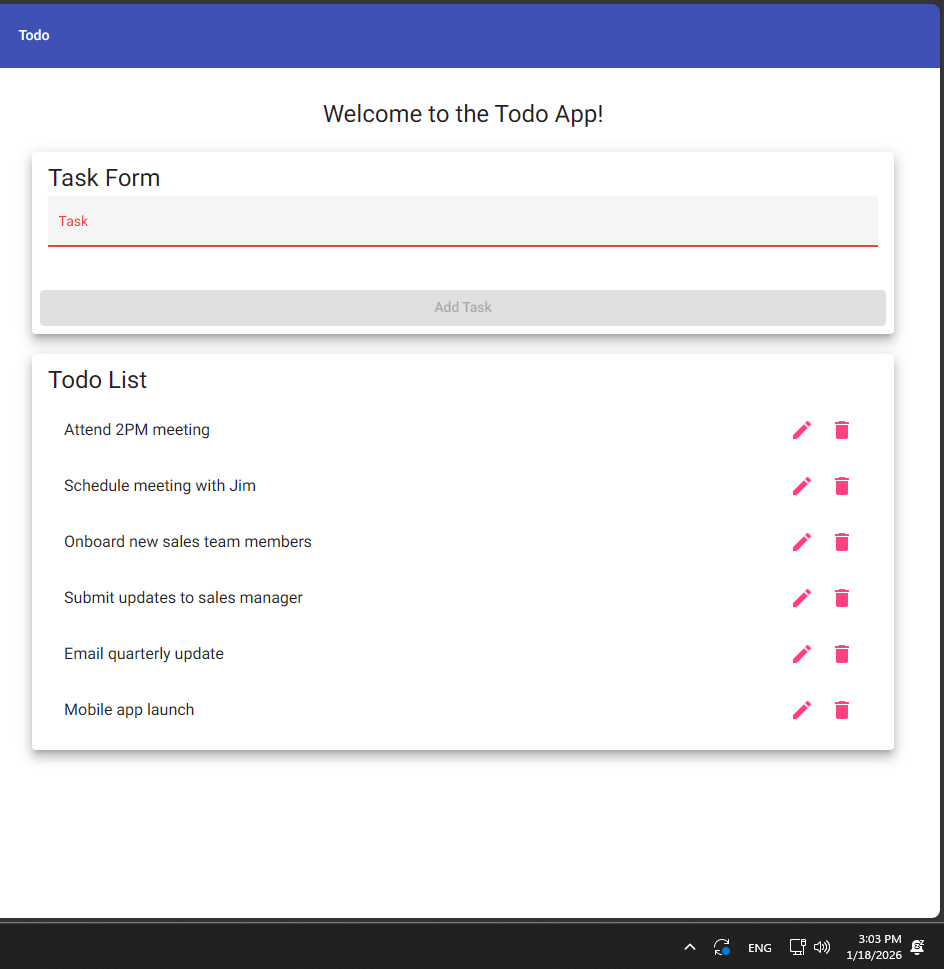 Todo
Welcome to the Todo App!
Task Form
Task
Add Task
Todo List
Attend 2PM meeting
Schedule meeting with Jim
Onboard new sales team members
Submit updates to sales manager
Email quarterly update
Mobile app launch
ENG
3:03 PM
1/18/2026